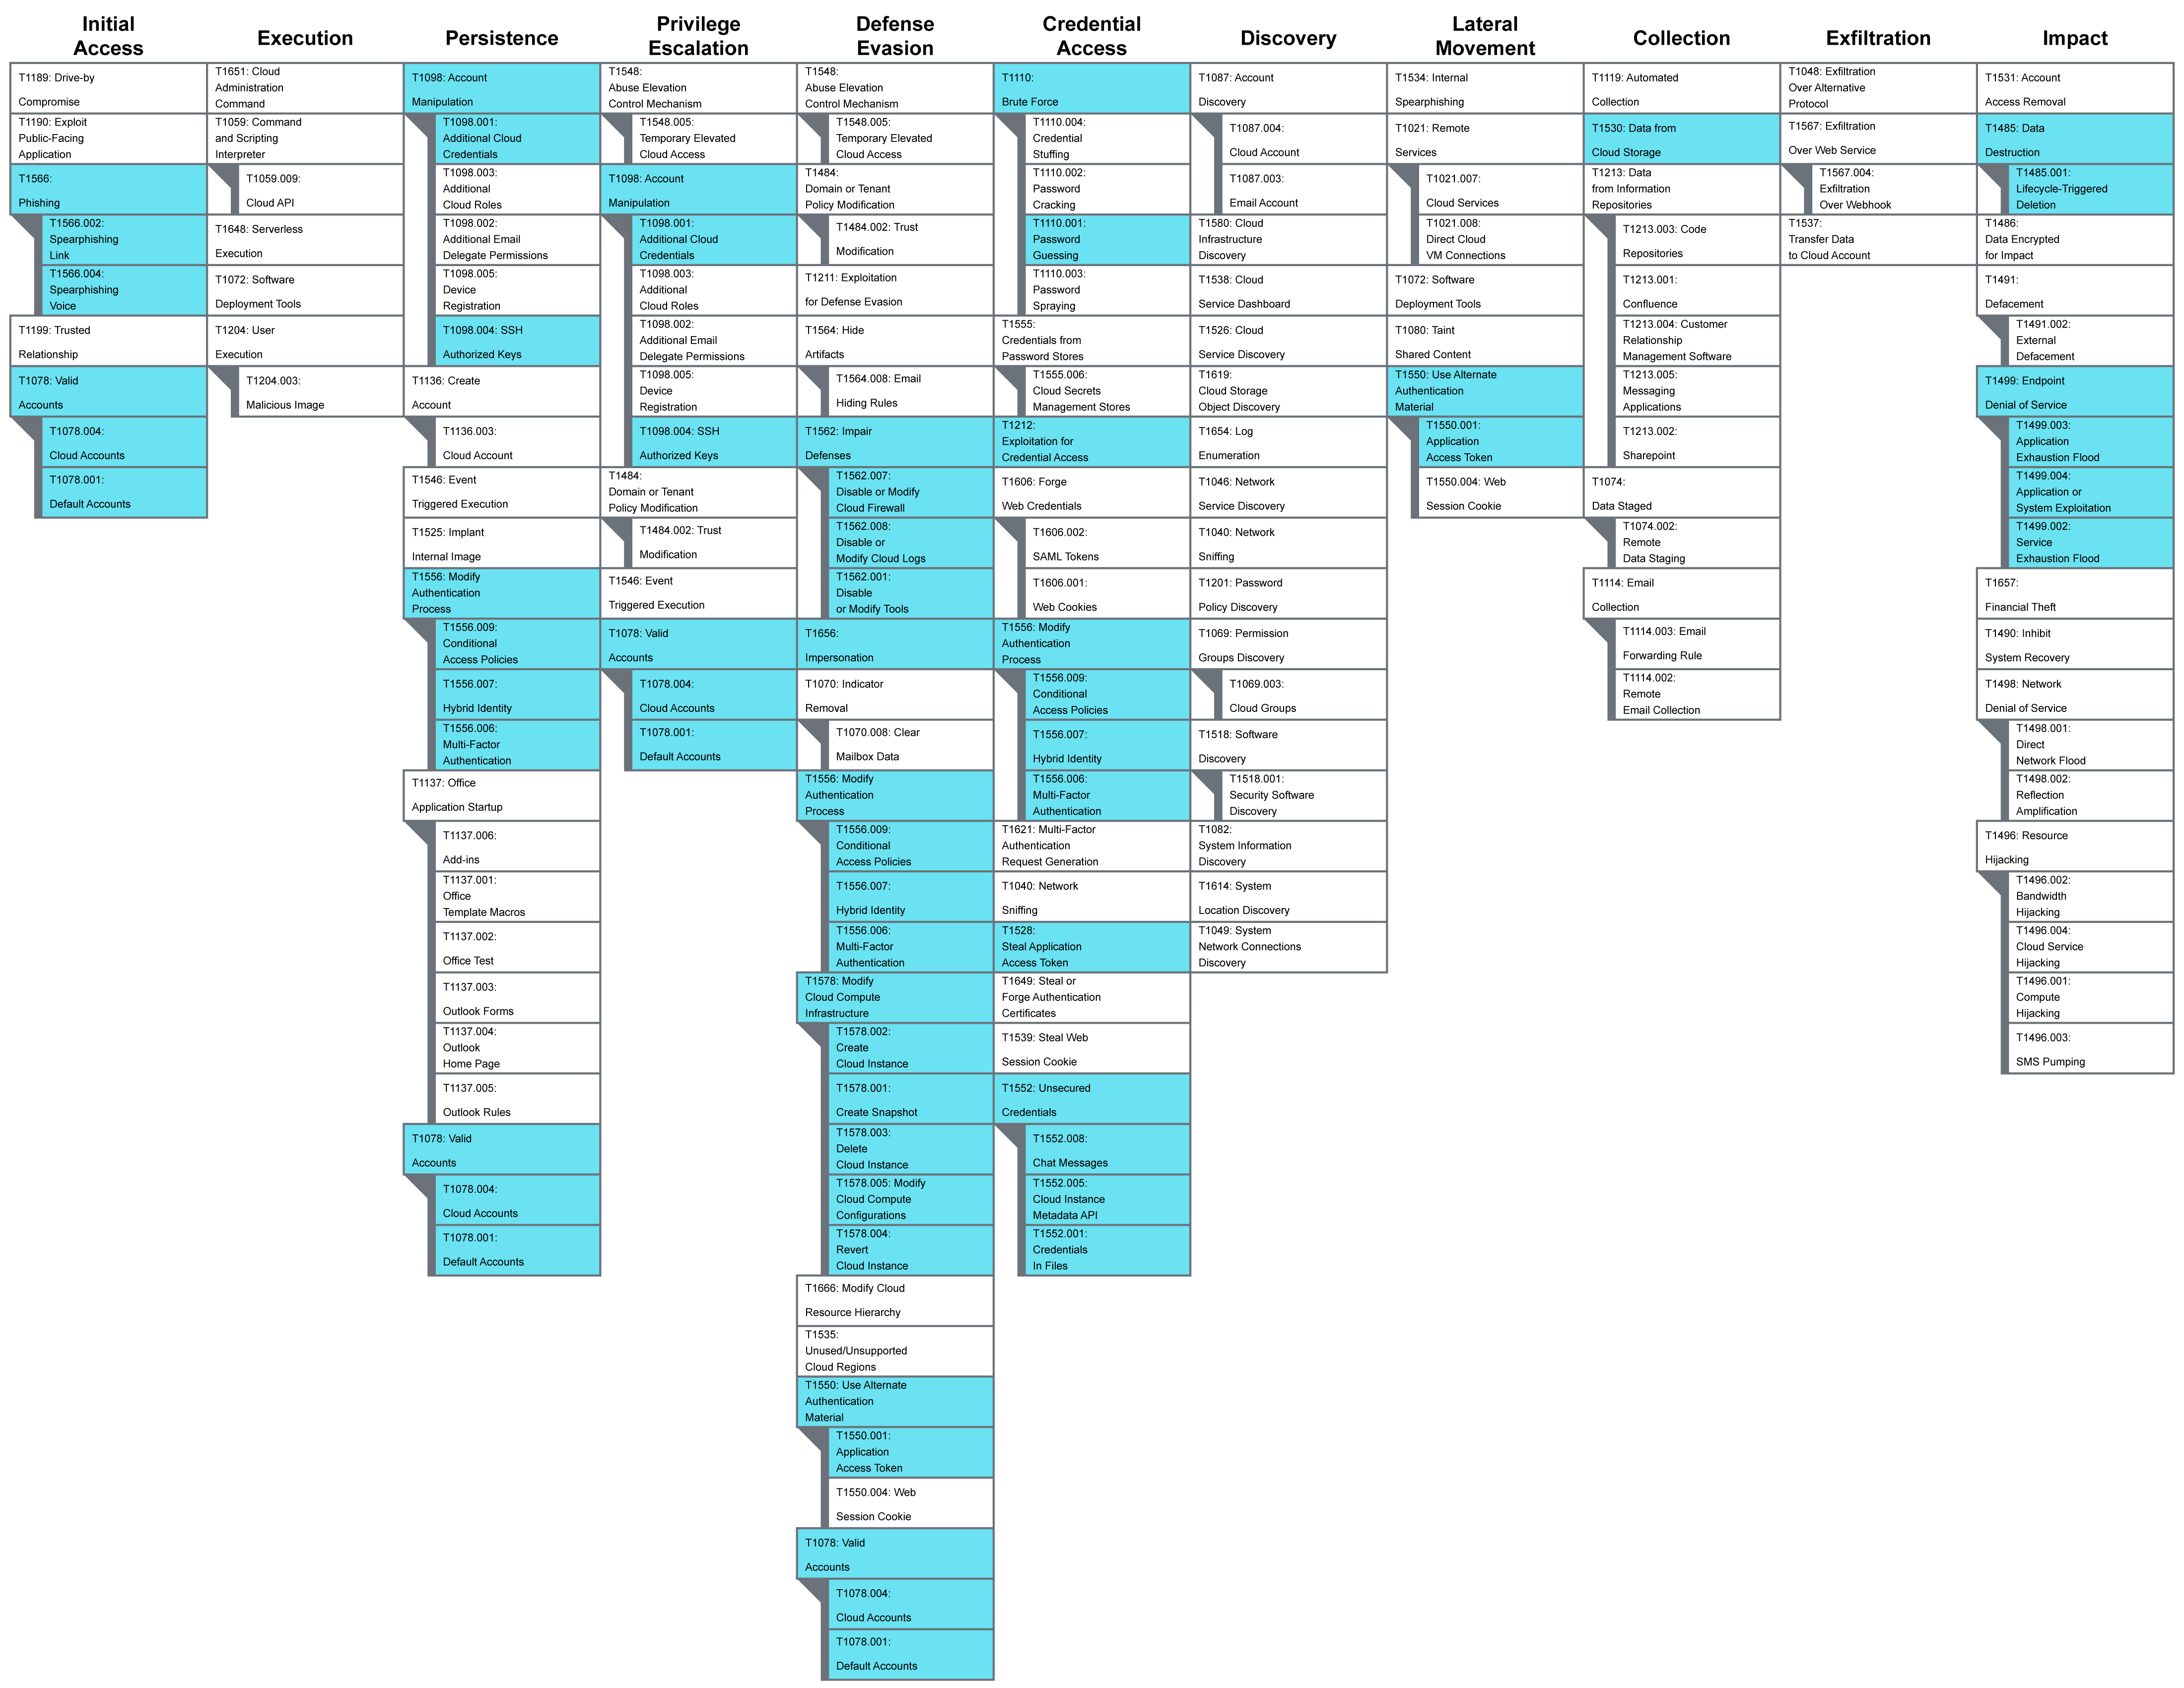 Initial
Access
T1189: Drive-by
Compromise
T1190: Exploit
Public-Facing
Application
T1566:
Phishing
T1566.002:
Spearphishing
Link
T1566.004:
Spearphishing
Voice
T1199: Trusted
Relationship
T1078: Valid
Accounts
T1078.004:
Cloud Accounts
T1078.001:
Default Accounts
Execution
T1651: Cloud
Administration
Command
T1059: Command
and Scripting
Interpreter
T1059.009:
Cloud API
T1648: Serverless
Execution
T1072: Software
Deployment Tools
T1204: User
Execution
T1204.003:
Malicious Image
Persistence
T1098: Account
Manipulation
T1098.001:
Additional Cloud
Credentials
T1098.003:
Additional
Cloud Roles
T1098.002:
Additional Email
Delegate Permissions
T1098.005:
Device
Registration
T1098.004: SSH
Authorized Keys
T1136: Create
Account
T1136.003:
Cloud Account
T1546: Event
Triggered Execution
T1525: Implant
Internal Image
T1556: Modify
Authentication
Process
T1556.009:
Conditional
Access Policies
T1556.007:
Hybrid Identity
T1556.006:
Multi-Factor
Authentication
T1137: Office
Application Startup
T1137.006:
Add-ins
T1137.001:
Office
Template Macros
T1137.002:
Office Test
T1137.003:
Outlook Forms
T1137.004:
Outlook
Home Page
T1137.005:
Outlook Rules
T1078: Valid
Accounts
T1078.004:
Cloud Accounts
T1078.001:
Default Accounts
Privilege
Escalation
T1548:
Abuse Elevation
Control Mechanism
T1548.005:
Temporary Elevated
Cloud Access
T1098: Account
Manipulation
T1098.001:
Additional Cloud
Credentials
T1098.003:
Additional
Cloud Roles
T1098.002:
Additional Email
Delegate Permissions
T1098.005:
Device
Registration
T1098.004: SSH
Authorized Keys
T1484:
Domain or Tenant
Policy Modification
T1484.002: Trust
Modification
T1546: Event
Triggered Execution
T1078: Valid
Accounts
T1078.004:
Cloud Accounts
T1078.001:
Default Accounts
Defense
Evasion
T1548:
Abuse Elevation
Control Mechanism
T1548.005:
Temporary Elevated
Cloud Access
T1484:
Domain or Tenant
Policy Modification
T1484.002: Trust
Modification
T1211: Exploitation
for Defense Evasion
T1564: Hide
Artifacts
T1564.008: Email
Hiding Rules
T1562: Impair
Defenses
T1562.007:
Disable or Modify
Cloud Firewall
T1562.008:
Disable or
Modify Cloud Logs
T1562.001:
Disable
or Modify Tools
T1656:
Impersonation
T1070: Indicator
Removal
T1070.008: Clear
Mailbox Data
T1556: Modify
Authentication
Process
T1556.009:
Conditional
Access Policies
T1556.007:
Hybrid Identity
T1556.006:
Multi-Factor
Authentication
T1578: Modify
Cloud Compute
Infrastructure
T1578.002:
Create
Cloud Instance
T1578.001:
Create Snapshot
T1578.003:
Delete
Cloud Instance
T1578.005: Modify
Cloud Compute
Configurations
T1578.004:
Revert
Cloud Instance
T1666: Modify Cloud
Resource Hierarchy
T1535:
Unused/Unsupported
Cloud Regions
T1550: Use Alternate
Authentication
Material
T1550.001:
Application
Access Token
T1550.004: Web
Session Cookie
T1078: Valid
Accounts
T1078.004:
Cloud Accounts
T1078.001:
Default Accounts
Credential
Access
T1110:
Brute Force
T1110.004:
Credential
Stuffing
T1110.002:
Password
Cracking
T1110.001:
Password
Guessing
T1110.003:
Password
Spraying
T1555:
Credentials from
Password Stores
T1555.006:
Cloud Secrets
Management Stores
T1212:
Exploitation for
Credential Access
T1606: Forge
Web Credentials
T1606.002:
SAML Tokens
T1606.001:
Web Cookies
T1556: Modify
Authentication
Process
T1556.009:
Conditional
Access Policies
T1556.007:
Hybrid Identity
T1556.006:
Multi-Factor
Authentication
T1621: Multi-Factor
Authentication
Request Generation
T1040: Network
Sniffing
T1528:
Steal Application
Access Token
T1649: Steal or
Forge Authentication
Certificates
T1539: Steal Web
Session Cookie
T1552: Unsecured
Credentials
T1552.008:
Chat Messages
T1552.005:
Cloud Instance
Metadata API
T1552.001:
Credentials
In Files
Discovery
T1087: Account
Discovery
T1087.004:
Cloud Account
T1087.003:
Email Account
T1580: Cloud
Infrastructure
Discovery
T1538: Cloud
Service Dashboard
T1526: Cloud
Service Discovery
T1619:
Cloud Storage
Object Discovery
T1654: Log
Enumeration
T1046: Network
Service Discovery
T1040: Network
Sniffing
T1201: Password
Policy Discovery
T1069: Permission
Groups Discovery
T1069.003:
Cloud Groups
T1518: Software
Discovery
T1518.001:
Security Software
Discovery
T1082:
System Information
Discovery
T1614: System
Location Discovery
T1049: System
Network Connections
Discovery
Lateral
Movement
T1534: Internal
Spearphishing
T1021: Remote
Services
T1021.007:
Cloud Services
T1021.008:
Direct Cloud
VM Connections
T1072: Software
Deployment Tools
T1080: Taint
Shared Content
T1550: Use Alternate
Authentication
Material
T1550.001:
Application
Access Token
T1550.004: Web
Session Cookie
Collection
T1119: Automated
Collection
T1530: Data from
Cloud Storage
T1213: Data
from Information
Repositories
T1213.003: Code
Repositories
T1213.001:
Confluence
T1213.004: Customer
Relationship
Management Software
T1213.005:
Messaging
Applications
T1213.002:
Sharepoint
T1074:
Data Staged
T1074.002:
Remote
Data Staging
T1114: Email
Collection
T1114.003: Email
Forwarding Rule
T1114.002:
Remote
Email Collection
Exfiltration
T1048: Exfiltration
Over Alternative
Protocol
T1567: Exfiltration
Over Web Service
T1567.004:
Exfiltration
Over Webhook
T1537:
Transfer Data
to Cloud Account
Impact
T1531: Account
Access Removal
T1485: Data
Destruction
T1485.001:
Lifecycle-Triggered
Deletion
T1486:
Data Encrypted
for Impact
T1491:
Defacement
T1491.002:
External
Defacement
T1499: Endpoint
Denial of Service
T1499.003:
Application
Exhaustion Flood
T1499.004:
Application or
System Exploitation
T1499.002:
Service
Exhaustion Flood
T1657:
Financial Theft
T1490: Inhibit
System Recovery
T1498: Network
Denial of Service
T1498.001:
Direct
Network Flood
T1498.002:
Reflection
Amplification
T1496: Resource
Hijacking
T1496.002:
Bandwidth
Hijacking
T1496.004:
Cloud Service
Hijacking
T1496.001:
Compute
Hijacking
T1496.003:
SMS Pumping